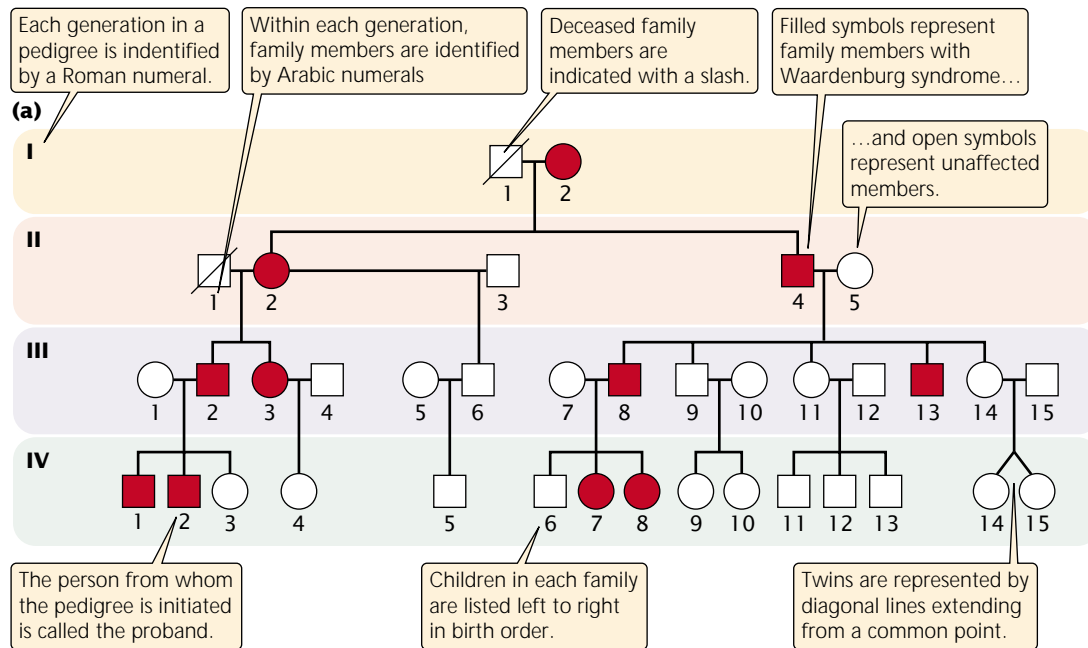 Each generation in a
pedigree is indentified
by a Roman numeral.
Within each generation,
family members are identified
by Arabic numerals
Deceased family
members are
indicated with a slash.
Filled symbols represent
family members with
Waardenburg syndrome…
…and open symbols
represent unaffected
members.
(a)
I
1 2
II
1 2 3 4 5
III
1 2 3 4 5 6 7 8 9 10 11 12 13 14 15
IV
1 2 3 4 5 6 7 8 9 10 11 12 13 14 15
The person from whom
the pedigree is initiated
is called the proband.
Children in each family
are listed left to right
in birth order.
Twins are represented by
diagonal lines extending
from a common point.